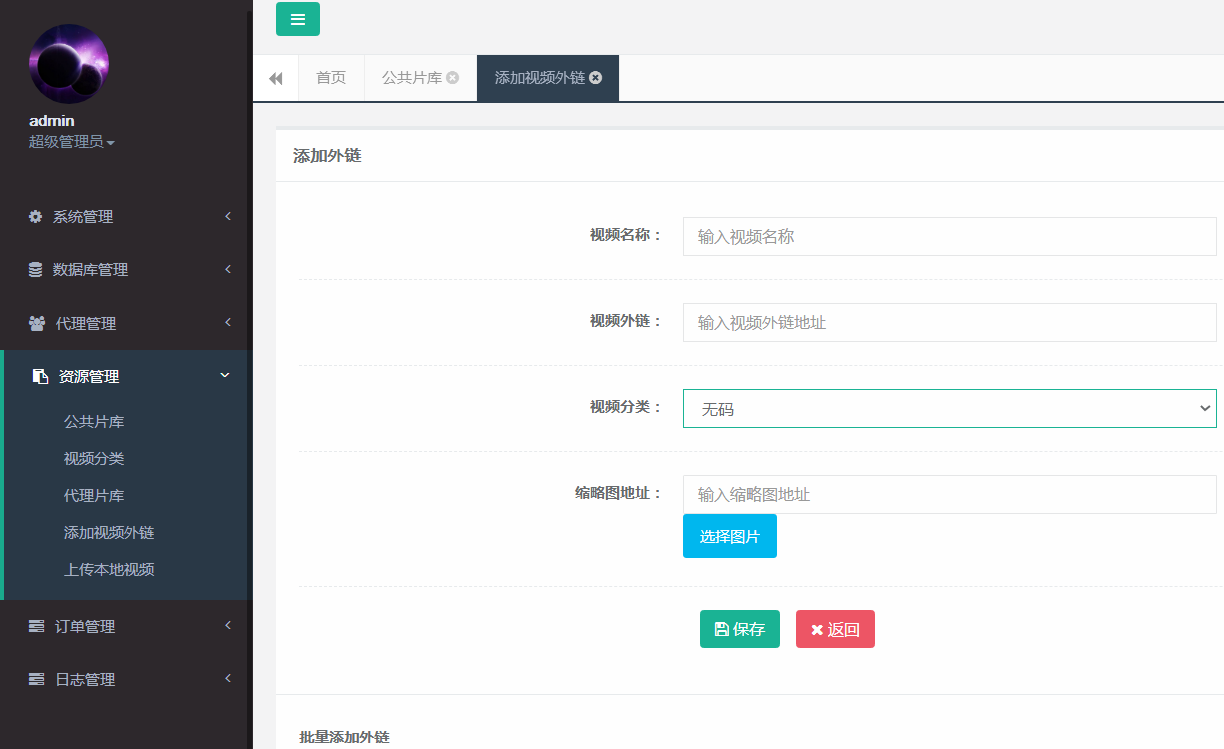 admin
超级管理员
系统管理
数据库管理
代理管理
资源管理
公共片库
视频分类
代理片库
添加视频外链
上传本地视频
订单管理
日志管理
首页
公共片库
添加视频外链
添加外链
视频名称：
输入视频名称
视频外链：
输入视频外链地址
视频分类：
无码
缩略图地址：
输入缩略图地址
选择图片
保存
返回
批量添加外链